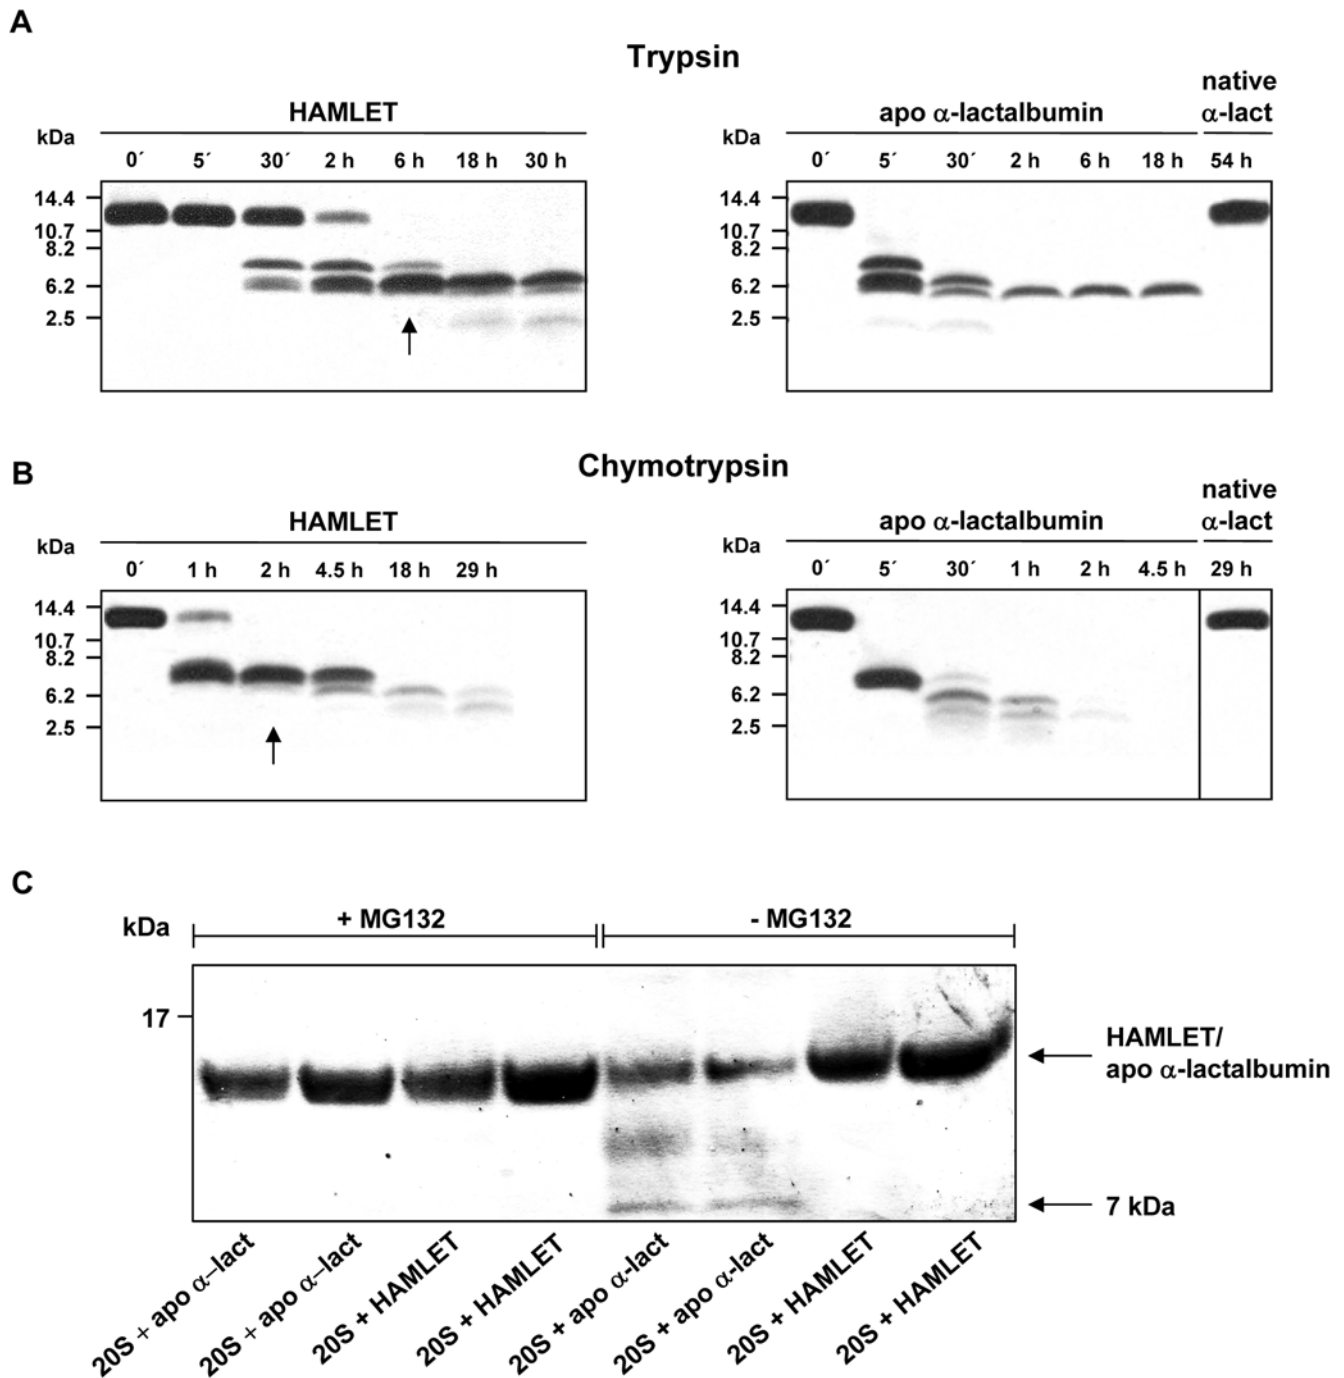 A
Trypsin
HAMLET
apo α-lactalbumin
native
α-lact
kDa
0´ 5´ 30´ 2 h 6 h 18 h 30 h
14.4
10.7
8.2
6.2
2.5
kDa
0´ 5´ 30´ 2 h 6 h 18 h 54 h
14.4
10.7
8.2
6.2
2.5
B
Chymotrypsin
HAMLET
apo α-lactalbumin
native
α-lact
kDa
0´ 1 h 2 h 4.5 h 18 h 29 h
14.4
10.7
8.2
6.2
2.5
kDa
0´ 5´ 30´ 1 h 2 h 4.5 h 29 h
14.4
10.7
8.2
6.2
2.5
C
kDa
+ MG132
- MG132
17
HAMLET/
apo α-lactalbumin
7 kDa
20S + apo α–lact
20S + apo α–lact
20S + HAMLET
20S + HAMLET
20S + apo α-lact
20S + apo α-lact
20S + HAMLET
20S + HAMLET